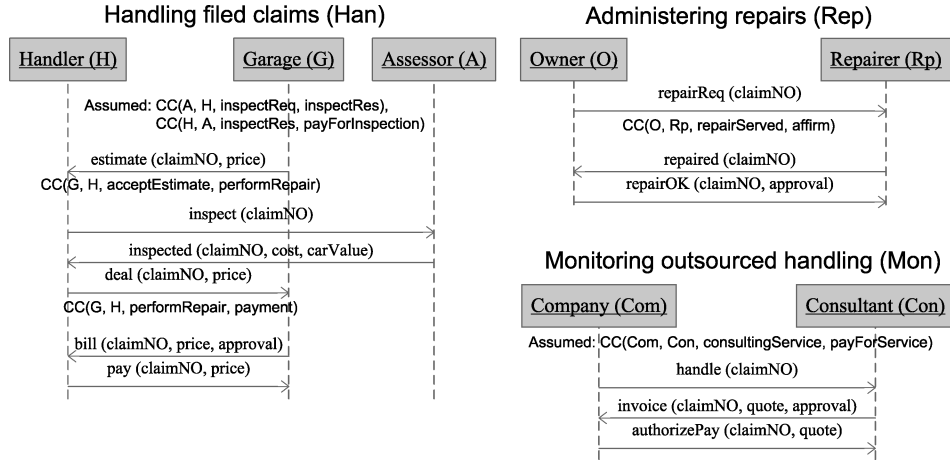 Handling filed claims (Han)
Handler (H)
Garage (G)
Assessor (A)
Assumed: CC(A, H, inspectReq, inspectRes),
CC(H, A, inspectRes, payForInspection)
estimate (claimNO, price)
CC(G, H, acceptEstimate, performRepair)
inspect (claimNO)
inspected (claimNO, cost, carValue)
deal (claimNO, price)
CC(G, H, performRepair, payment)
bill (claimNO, price, approval)
pay (claimNO, price)
Administering repairs (Rep)
Owner (O)
Repairer (Rp)
repairReq (claimNO)
CC(O, Rp, repairServed, affirm)
repaired (claimNO)
repairOK (claimNO, approval)
Monitoring outsourced handling (Mon)
Company (Com)
Consultant (Con)
Assumed: CC(Com, Con, consultingService, payForService)
handle (claimNO)
invoice (claimNO, quote, approval)
authorizePay (claimNO, quote)